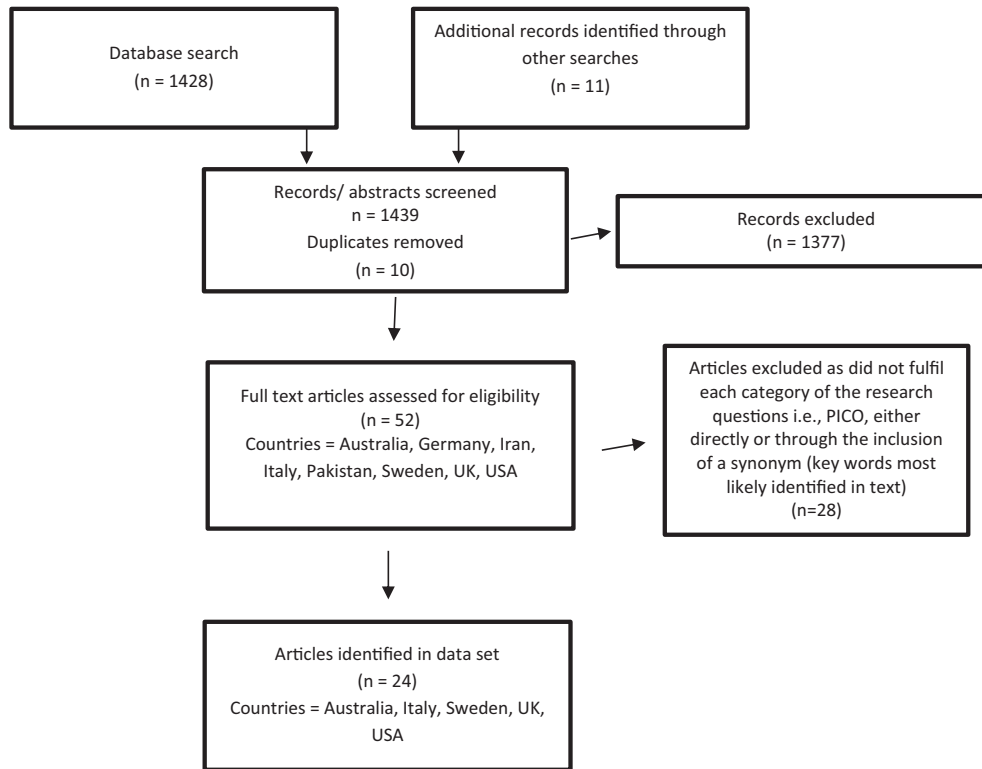 Database search
(n = 1428)
Additional records identified through
other searches
(n = 11)
Records/ abstracts screened
n = 1439
Duplicates removed
(n = 10)
Records excluded
(n = 1377)
Full text articles assessed for eligibility
(n = 52)
Countries = Australia, Germany, Iran,
Italy, Pakistan, Sweden, UK, USA
Articles excluded as did not fulfil
each category of the research
questions i.e., PICO, either
directly or through the inclusion
of a synonym (key words most
likely identified in text)
(n=28)
Articles identified in data set
(n = 24)
Countries = Australia, Italy, Sweden, UK,
USA